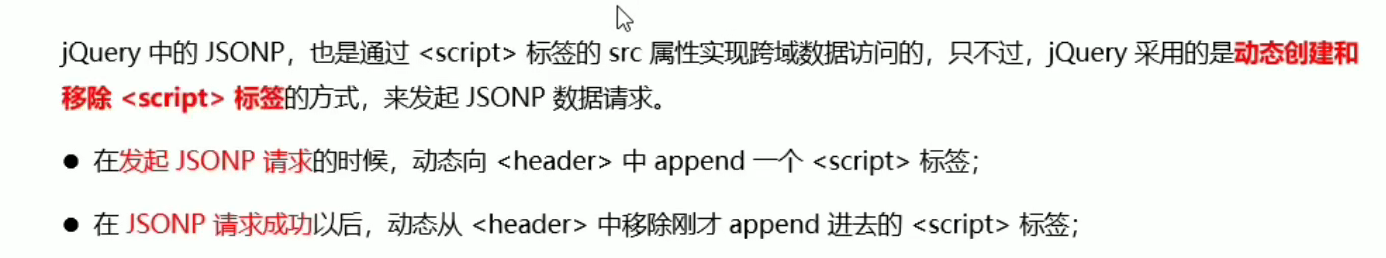 jQuery 中的 JSONP，也是通过 <script> 标签的 src 属性实现跨域数据访问的，只不过，jQuery 采用的是动态创建和
移除 <script> 标签的方式，来发起 JSONP 数据请求。
● 在发起 JSONP 请求的时候，动态向 <header> 中 append 一个 <script> 标签；
● 在 JSONP 请求成功以后，动态从 <header> 中移除刚才 append 进去的 <script> 标签；